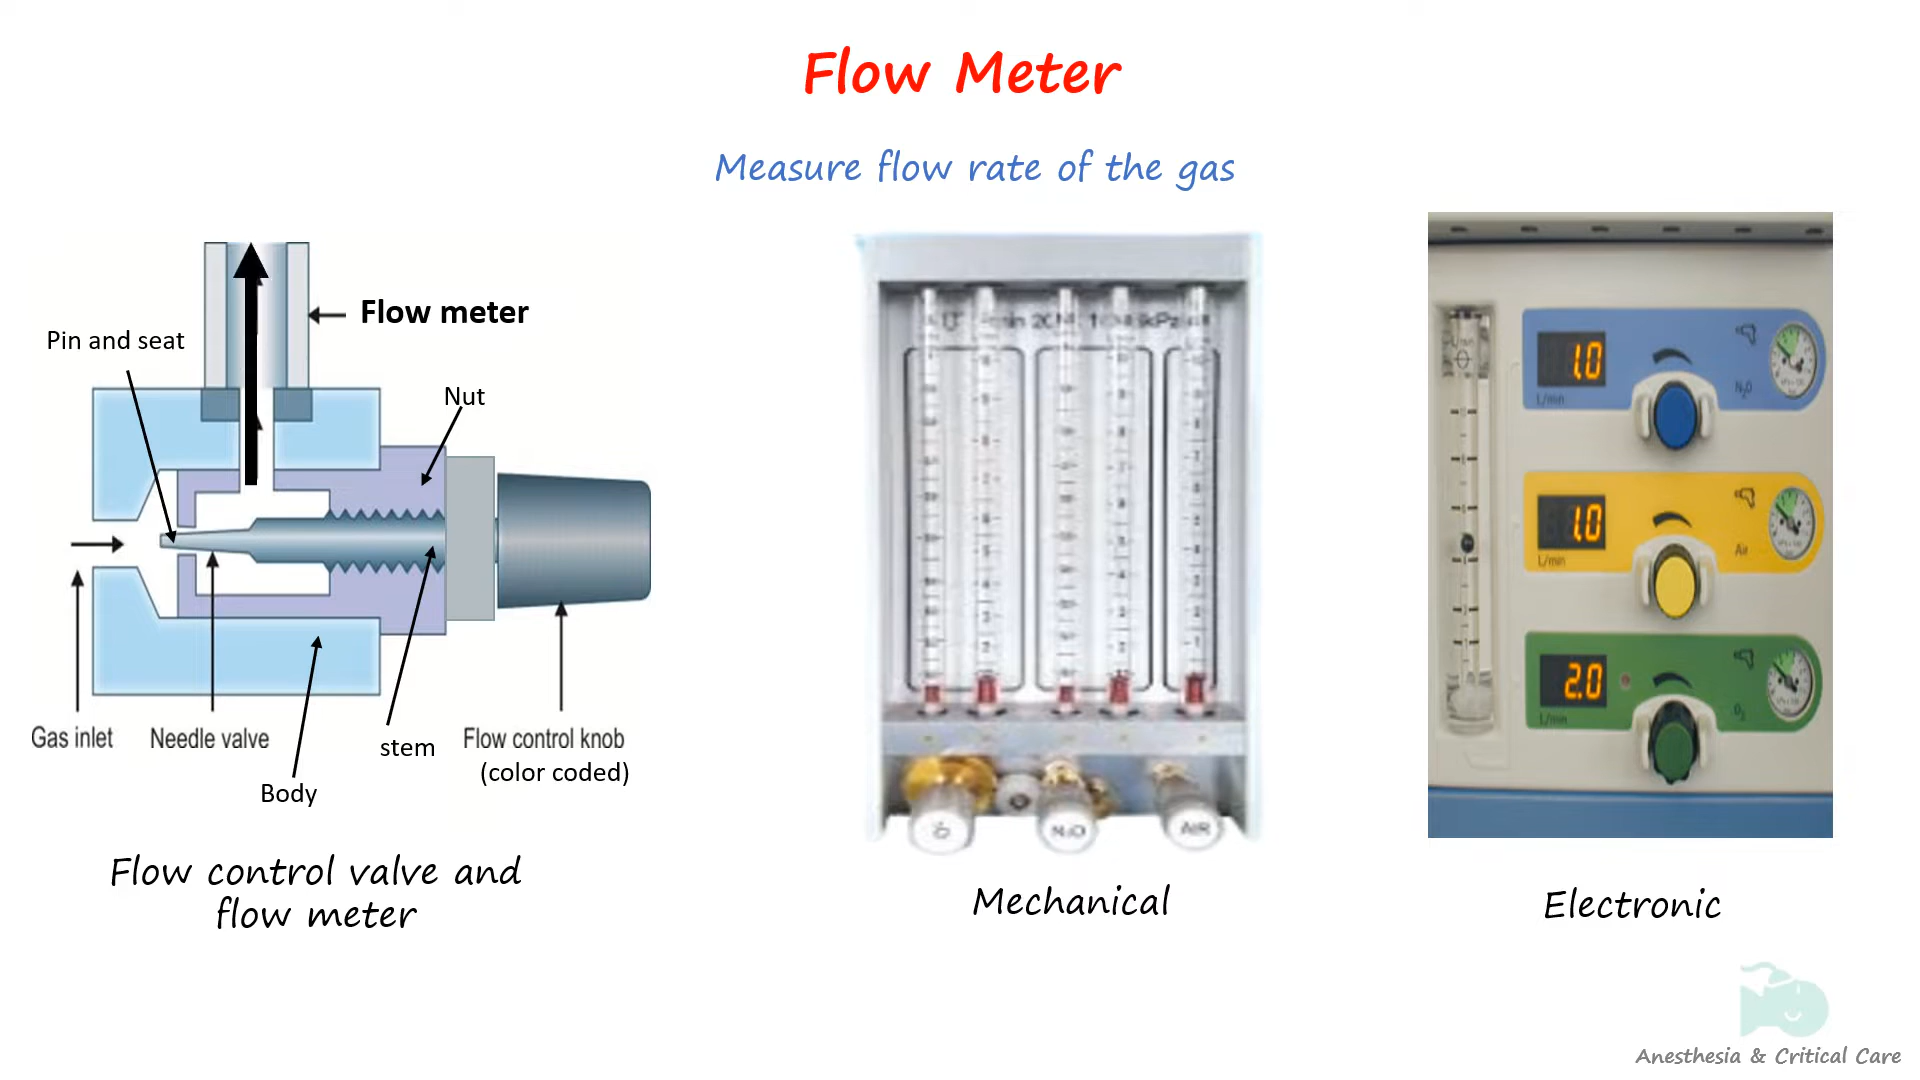 Flow Meter
Measure flow rate of the gas
Flow meter
Pin and seat
Nut
Gas inlet
Needle valve
Body
stem
Flow control knob
(color coded)
Flow control valve and
flow meter
N₂O
AIR
Mechanical
1.0
L/min
N₂O
1.0
L/min
Air
2.0
L/min
O₂
Electronic
Anesthesia & Critical Care